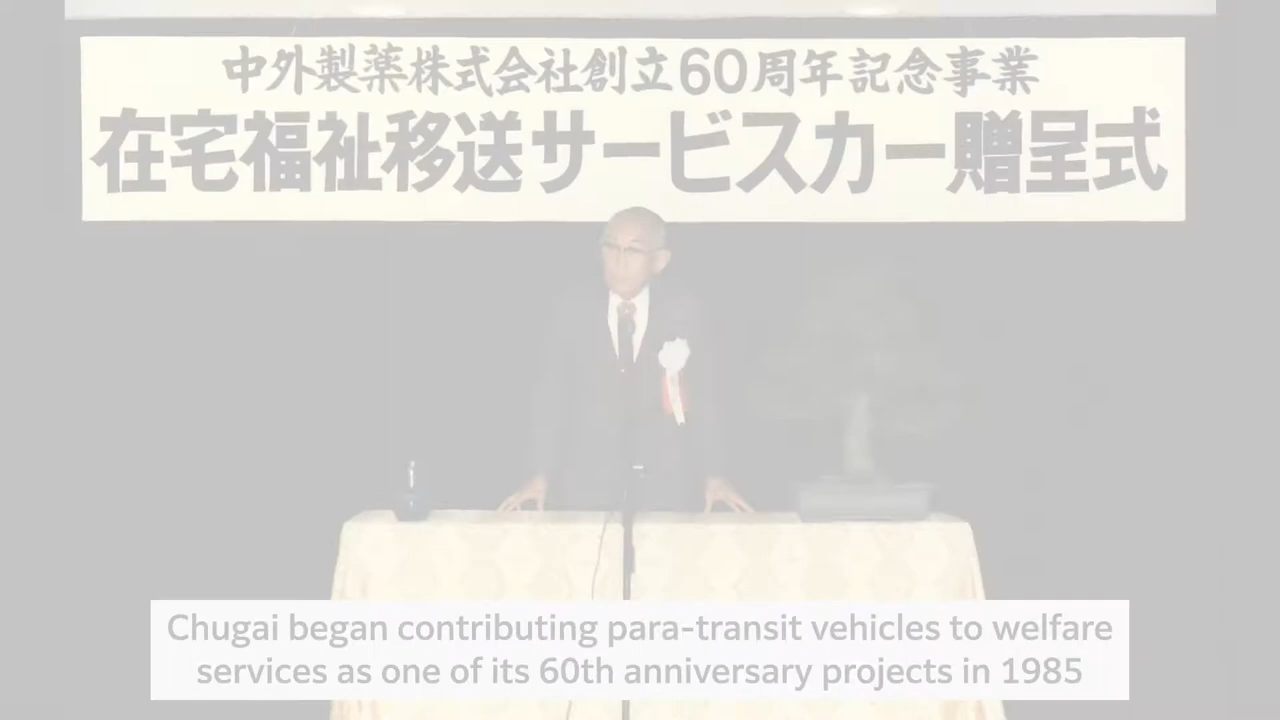 中外製薬株式会社創立60周年記念事業
在宅福祉移送サービスカー贈呈式
Chugai began contributing para-transit vehicles to welfare
services as one of its 60th anniversary projects in 1985